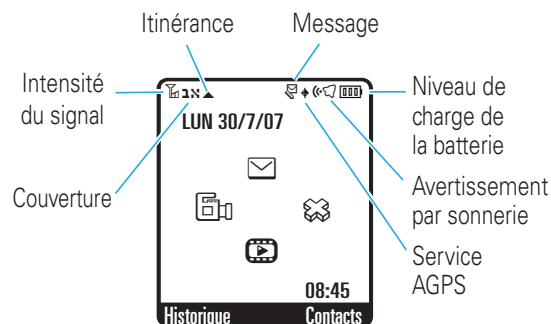 Itinérance
Message
Intensité
du signal
Couverture
אב
LUN 30/7/07
08:45
Historique
Contacts
Niveau de
charge de
la batterie
Avertissement
par sonnerie
Service
AGPS